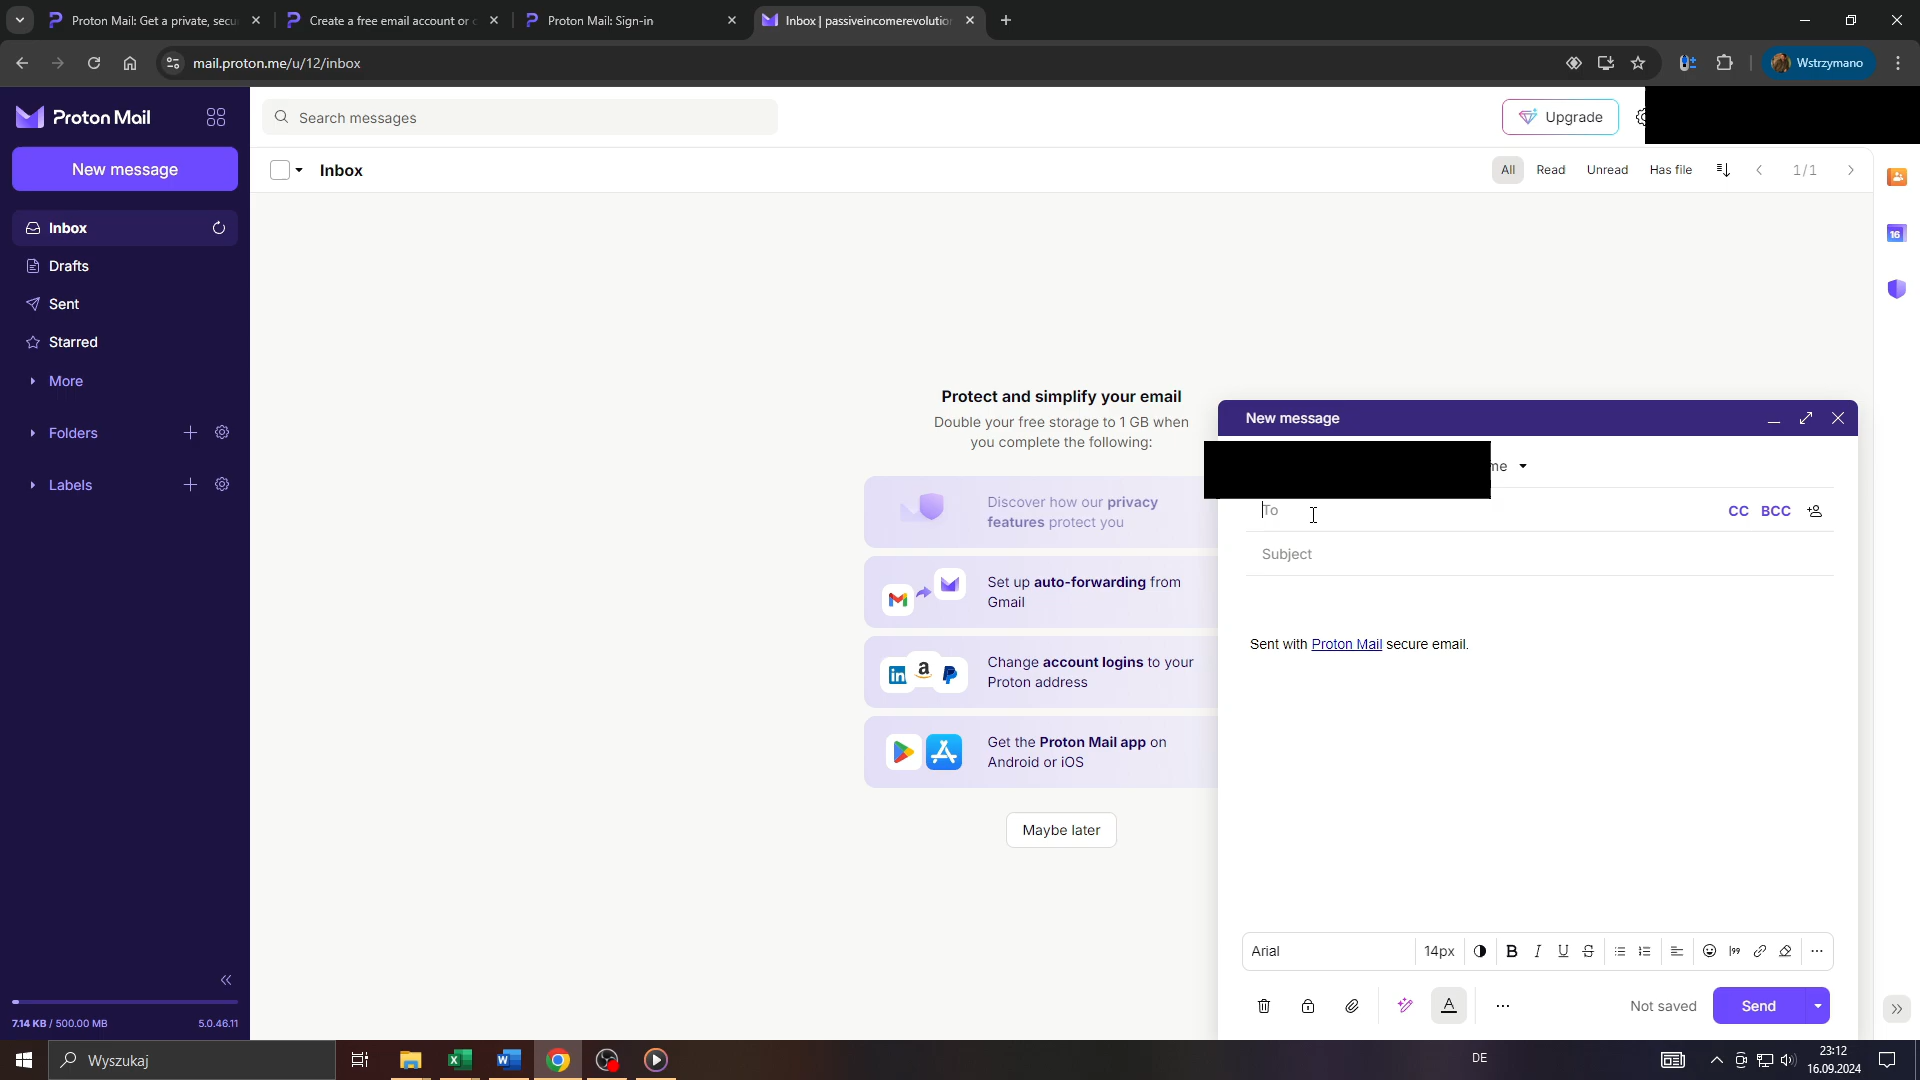 Proton Mail: Get a private, secu
Create a free email account or c
Proton Mail: Sign-in
Inbox | passiveincomerevolution
mail.proton.me/u/12/inbox
Wstrzymano
Proton Mail
Search messages
Upgrade
New message
Inbox
All
Read
Unread
Has file
1/1
Inbox
Drafts
Sent
Starred
More
Folders
Labels
16
Protect and simplify your email
Double your free storage to 1 GB when
you complete the following:
Discover how our privacy
features protect you
Set up auto-forwarding from
Gmail
Change account logins to your
Proton address
Get the Proton Mail app on
Android or iOS
Maybe later
New message
me
To
CC
BCC
Subject
Sent with Proton Mail secure email.
Arial
14px
Not saved
Send
7.14 KB / 500.00 MB
5.0.46.11
Wyszukaj
DE
23:12
16.09.2024